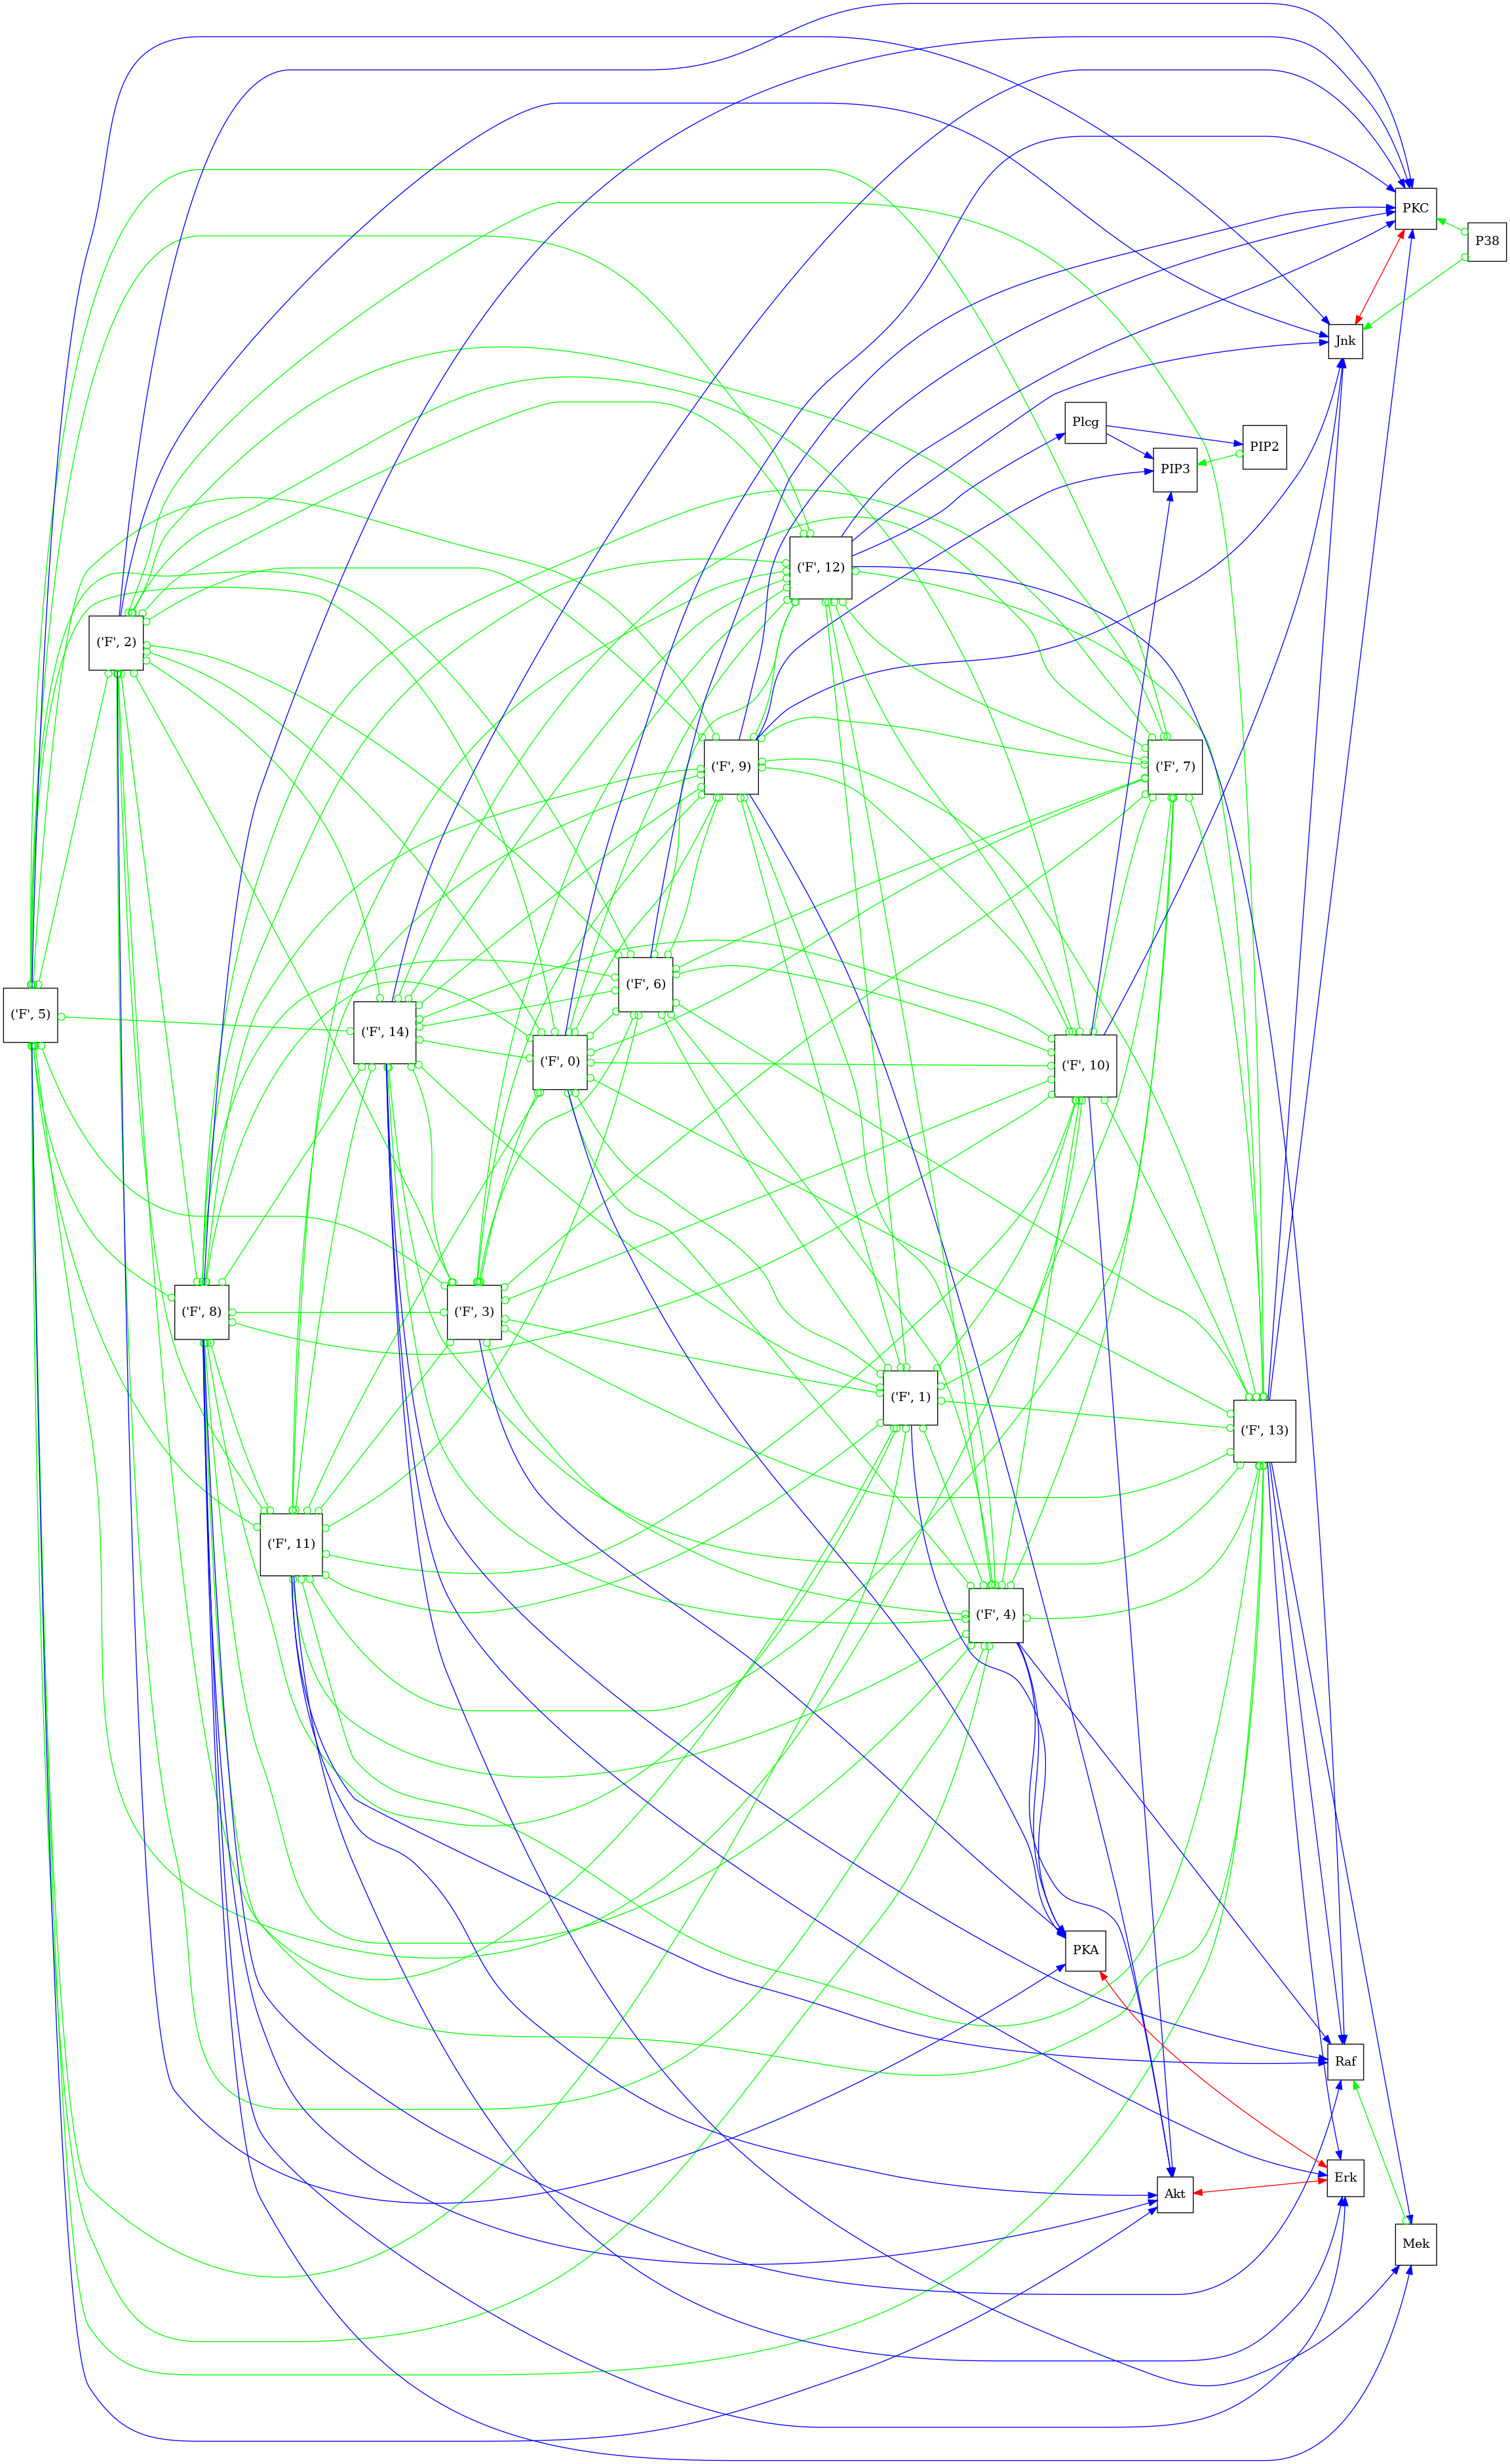 PKC
P38
Jnk
Plcg
PIP2
PIP3
('F', 12)
('F', 2)
('F', 9)
('F', 7)
('F', 6)
('F', 5)
('F', 14)
('F', 0)
('F', 10)
('F', 8)
('F', 3)
('F', 1)
('F', 13)
('F', 11)
('F', 4)
PKA
Raf
Erk
Akt
Mek